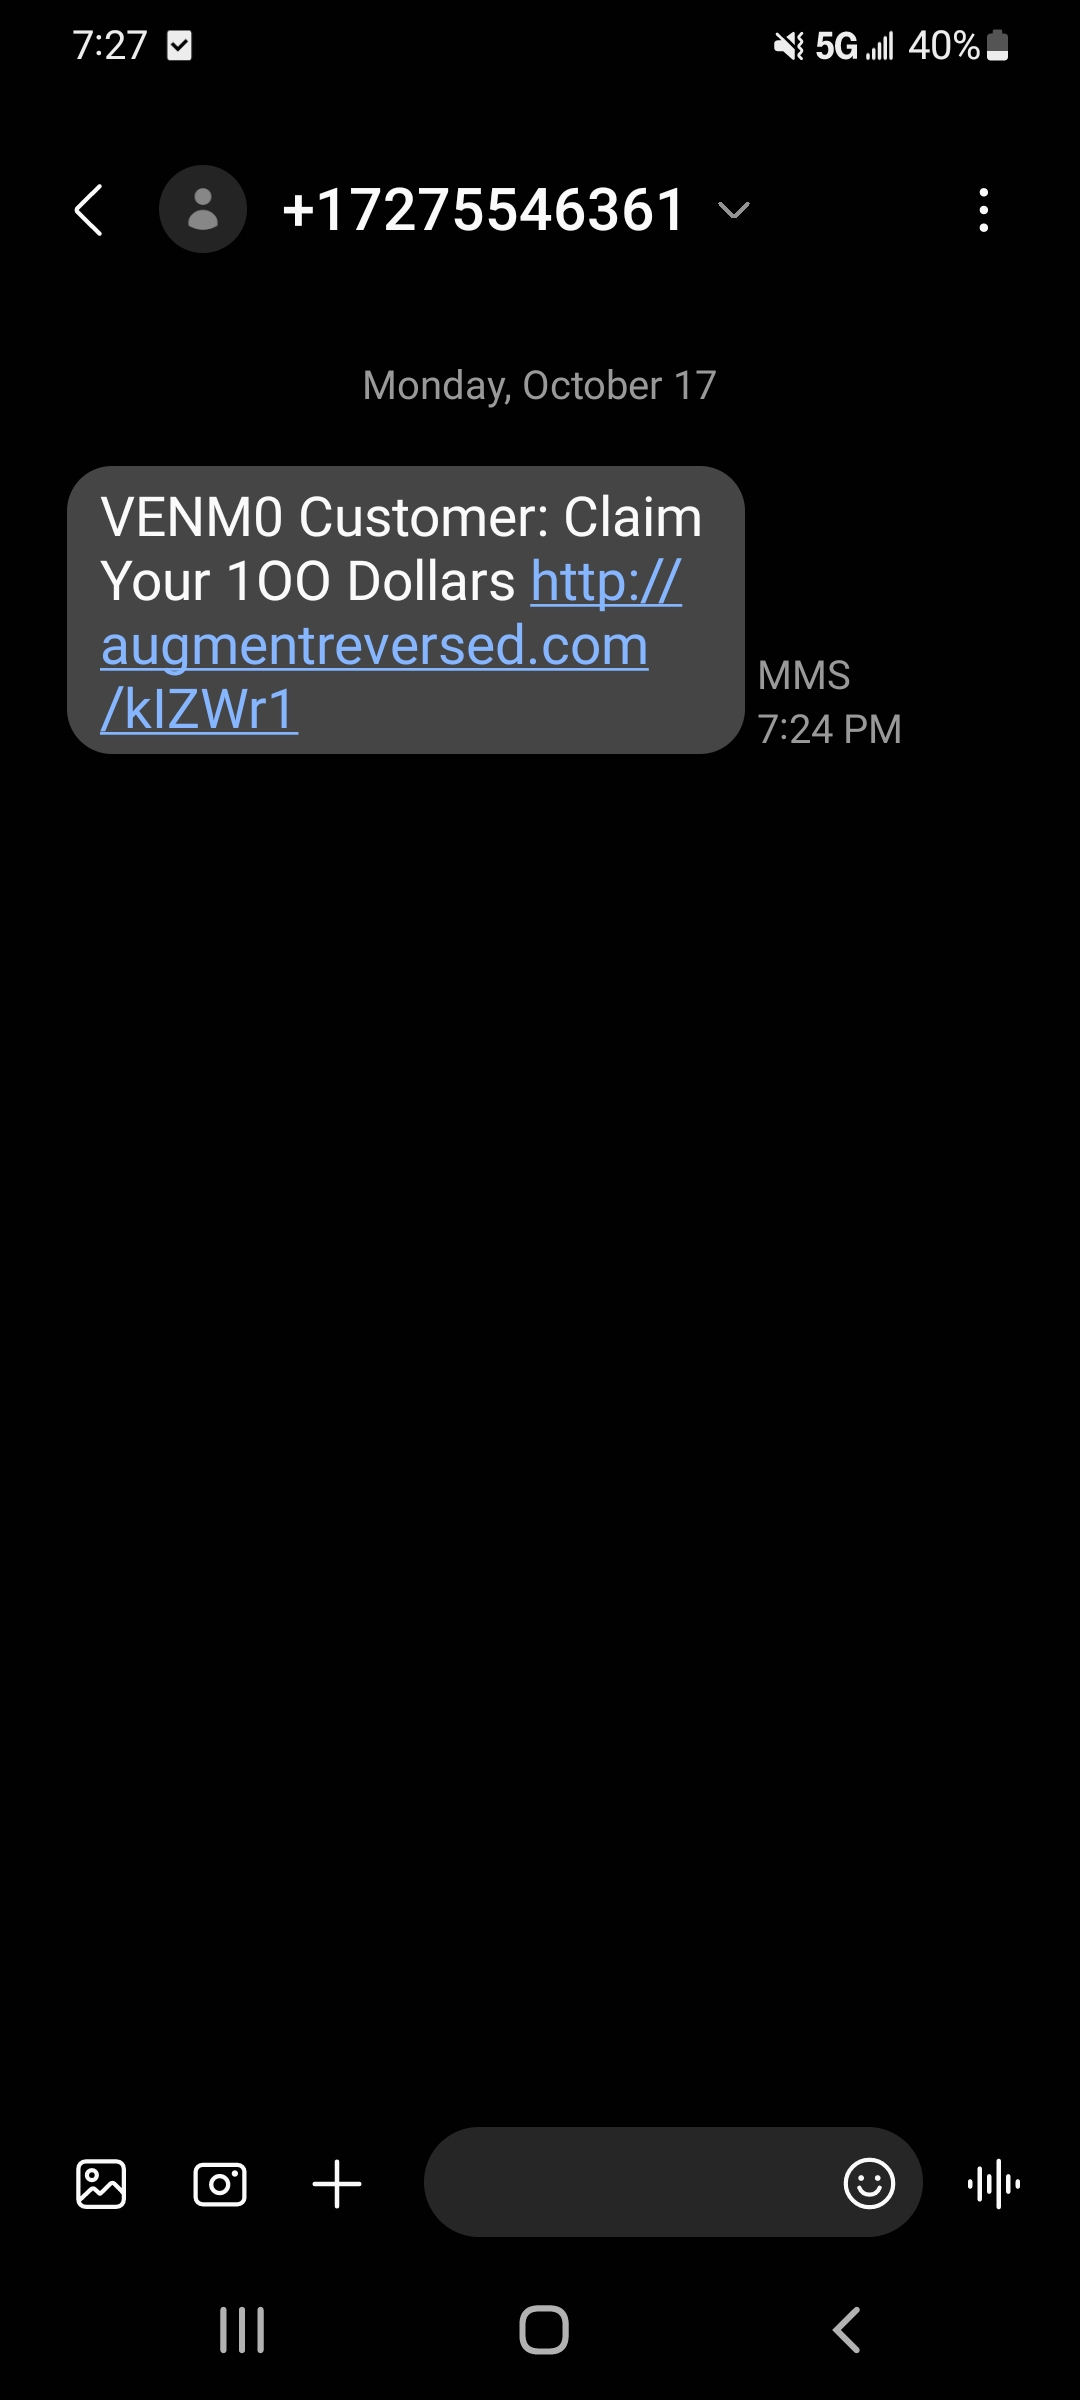 7:27 5G 40%
+17275546361
Monday, October 17
VENM0 Customer: Claim
Your 1OO Dollars http://
augmentreversed.com
/kIZWr1
MMS
7:24 PM